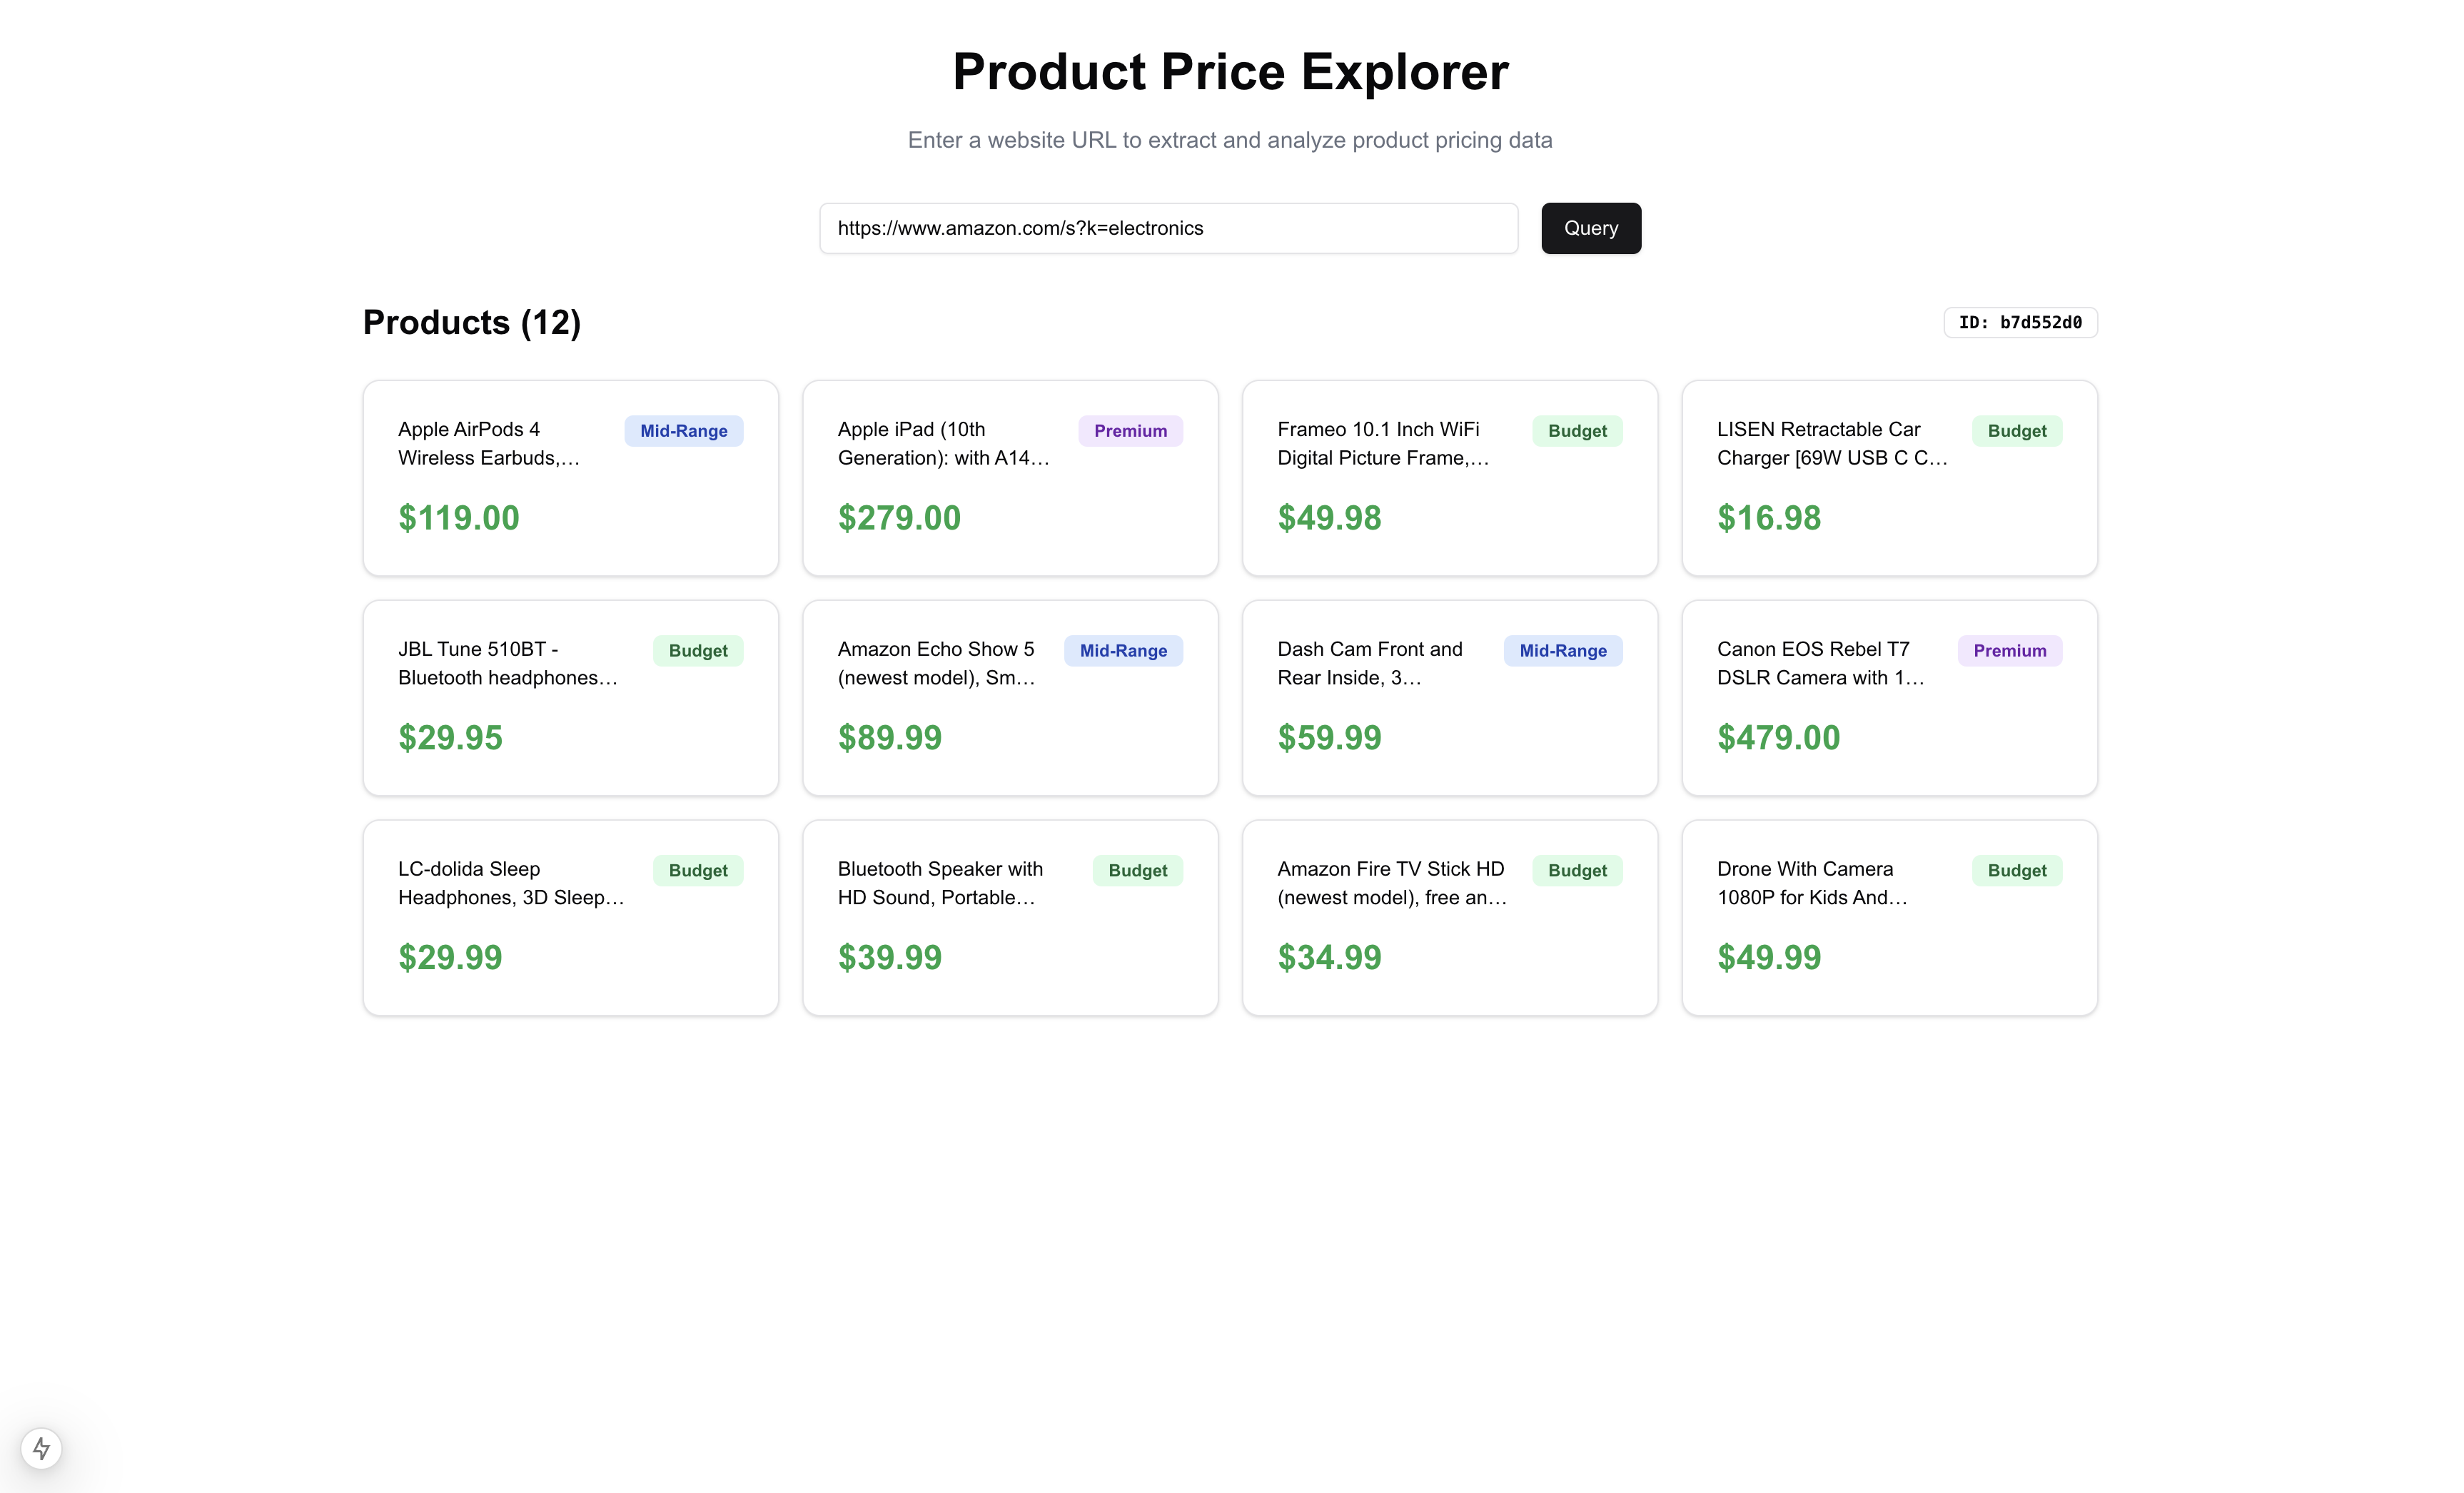 Product Price Explorer
Enter a website URL to extract and analyze product pricing data
https://www.amazon.com/s?k=electronics
Query
Products (12)
ID: b7d552d0
Apple AirPods 4
Wireless Earbuds,...
Mid-Range
$119.00
Apple iPad (10th
Generation): with A14...
Premium
$279.00
Frameo 10.1 Inch WiFi
Digital Picture Frame,...
Budget
$49.98
LISEN Retractable Car
Charger [69W USB C C...
Budget
$16.98
JBL Tune 510BT -
Bluetooth headphones...
Budget
$29.95
Amazon Echo Show 5
(newest model), Sm...
Mid-Range
$89.99
Dash Cam Front and
Rear Inside, 3...
Mid-Range
$59.99
Canon EOS Rebel T7
DSLR Camera with 1...
Premium
$479.00
LC-dolida Sleep
Headphones, 3D Sleep...
Budget
$29.99
Bluetooth Speaker with
HD Sound, Portable...
Budget
$39.99
Amazon Fire TV Stick HD
(newest model), free an...
Budget
$34.99
Drone With Camera
1080P for Kids And...
Budget
$49.99